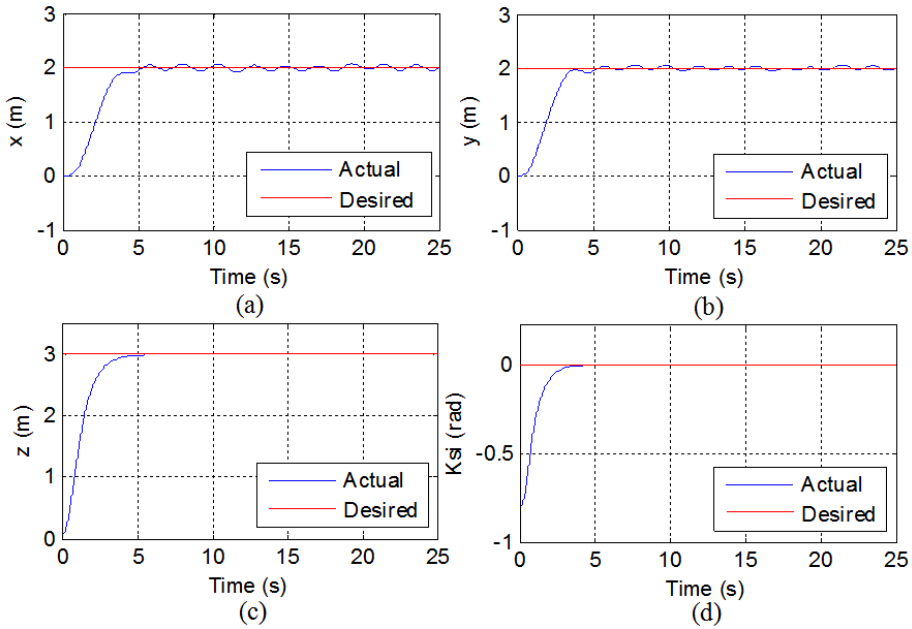 3
2
1
0
-1
x (m)
Actual
Desired
0 5 10 15 20 25
Time (s)
(a)
3
2
1
0
-1
y (m)
Actual
Desired
0 5 10 15 20 25
Time (s)
(b)
3
2
1
0
z (m)
Actual
Desired
0 5 10 15 20 25
Time (s)
(c)
0
-0.5
-1
Ksi (rad)
Actual
Desired
0 5 10 15 20 25
Time (s)
(d)